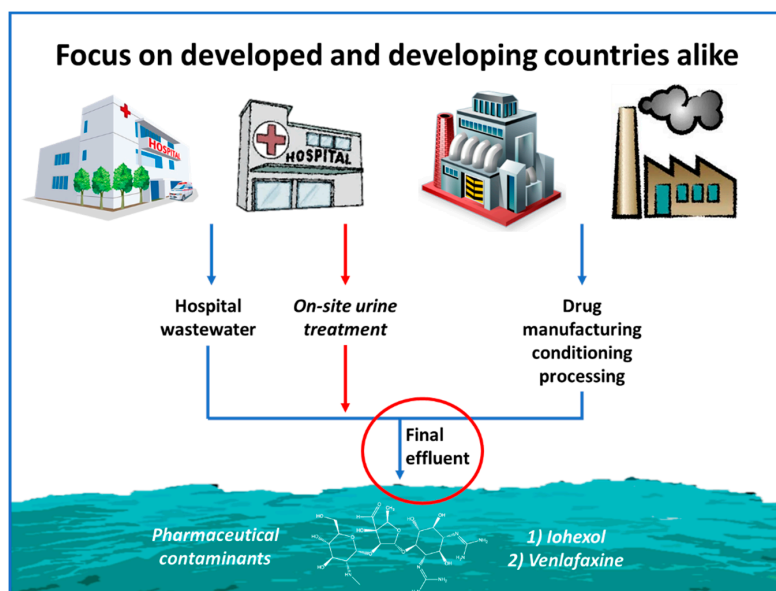 Focus on developed and developing countries alike
HOSPITAL
HOSPITAL
Hospital
wastewater
On-site urine
treatment
Drug
manufacturing
conditioning
processing
Final
effluent
Pharmaceutical
contaminants
1) Iohexol
2) Venlafaxine